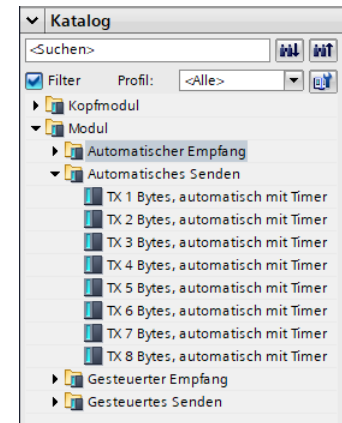 Katalog
<Suchen>
Filter Profil: <Alle>
Kopfmodul
Modul
Automatischer Empfang
Automatisches Senden
TX 1 Bytes, automatisch mit Timer
TX 2 Bytes, automatisch mit Timer
TX 3 Bytes, automatisch mit Timer
TX 4 Bytes, automatisch mit Timer
TX 5 Bytes, automatisch mit Timer
TX 6 Bytes, automatisch mit Timer
TX 7 Bytes, automatisch mit Timer
TX 8 Bytes, automatisch mit Timer
Gesteuerter Empfang
Gesteuertes Senden